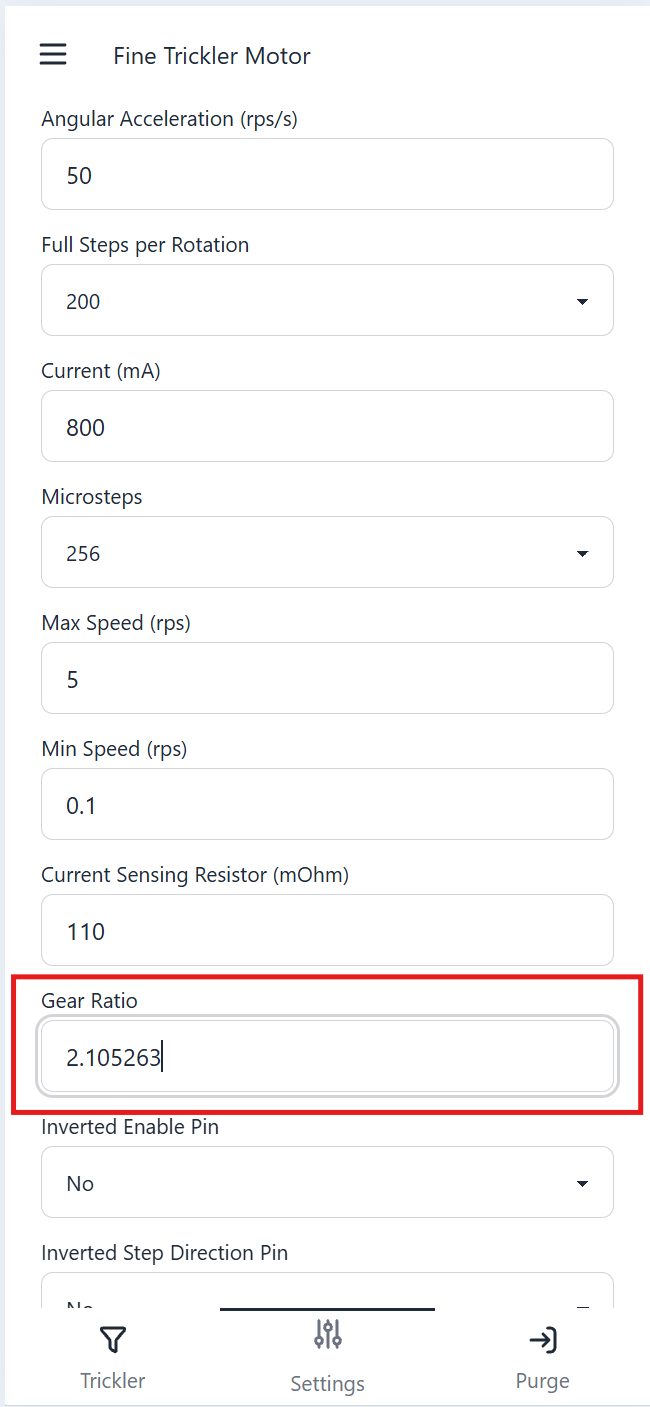 Fine Trickler Motor
Angular Acceleration (rps/s)
50
Full Steps per Rotation
200
Current (mA)
800
Microsteps
256
Max Speed (rps)
5
Min Speed (rps)
0.1
Current Sensing Resistor (mOhm)
110
Gear Ratio
2.105263
Inverted Enable Pin
No
Inverted Step Direction Pin
Trickler
Settings
Purge